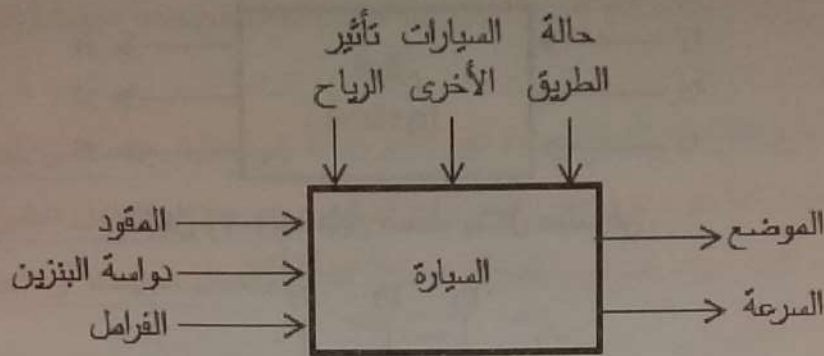 حالة السيارات تأثير
الطريق الأخرى الرياح
المقود
الموضع
دواسة البنزين
السيارة
السرعة
الفرامل